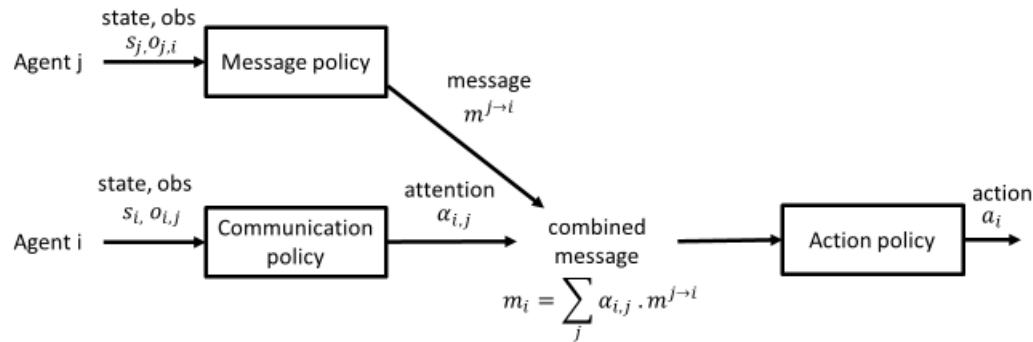 state, obs
s_j, o_{j,i}
Agent j
Message policy
message
m^{j→i}
state, obs
s_i, o_{i,j}
Agent i
Communication
policy
attention
α_{i,j}
combined
message
m_i = ∑_j α_{i,j} . m^{j→i}
Action policy
action
a_i